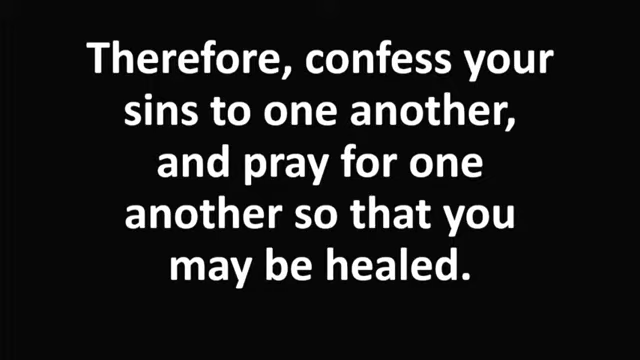 Therefore, confess your
sins to one another,
and pray for one
another so that you
may be healed.